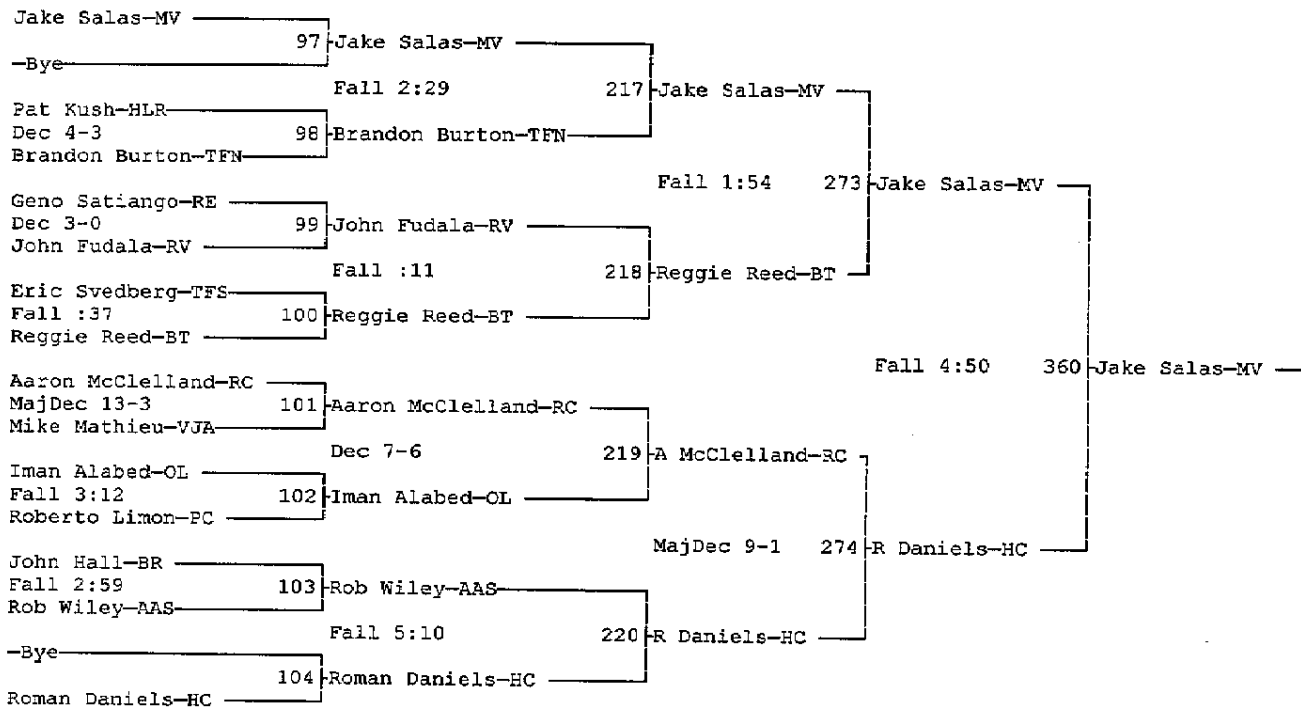 Jake Salas-MV
97 Jake Salas-MV
-Bye
Fall 2:29
217 Jake Salas-MV
Pat Kush-HLR
Dec 4-3
98 Brandon Burton-TFN
Brandon Burton-TFN
Fall 1:54
273 Jake Salas-MV
Geno Satiango-RE
Dec 3-0
99 John Fudala-RV
John Fudala-RV
Fall :11
218 Reggie Reed-BT
Eric Svedberg-TFS
Fall :37
100 Reggie Reed-BT
Reggie Reed-BT
Fall 4:50
360 Jake Salas-MV
Aaron McClelland-RC
MajDec 13-3
101 Aaron McClelland-RC
Mike Mathieu-VJA
Dec 7-6
219 A McClelland-RC
Iman Alabed-OL
Fall 3:12
102 Iman Alabed-OL
Roberto Limon-PC
MajDec 9-1
274 R Daniels-HC
John Hall-BR
Fall 2:59
103 Rob Wiley-AAS
Rob Wiley-AAS
Fall 5:10
220 R Daniels-HC
-Bye
104 Roman Daniels-HC
Roman Daniels-HC